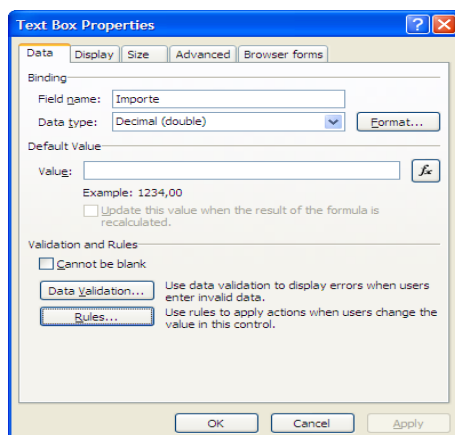 Text Box Properties
Data Display Size Advanced Browser forms
Binding
Field name: Importe
Data type: Decimal (double) Format...
Default Value
Value: fx
Example: 1234,00
Update this value when the result of the formula is
recalculated.
Validation and Rules
Cannot be blank
Data Validation... Use data validation to display errors when users
enter invalid data.
Rules... Use rules to apply actions when users change the
value in this control.
OK Cancel Apply